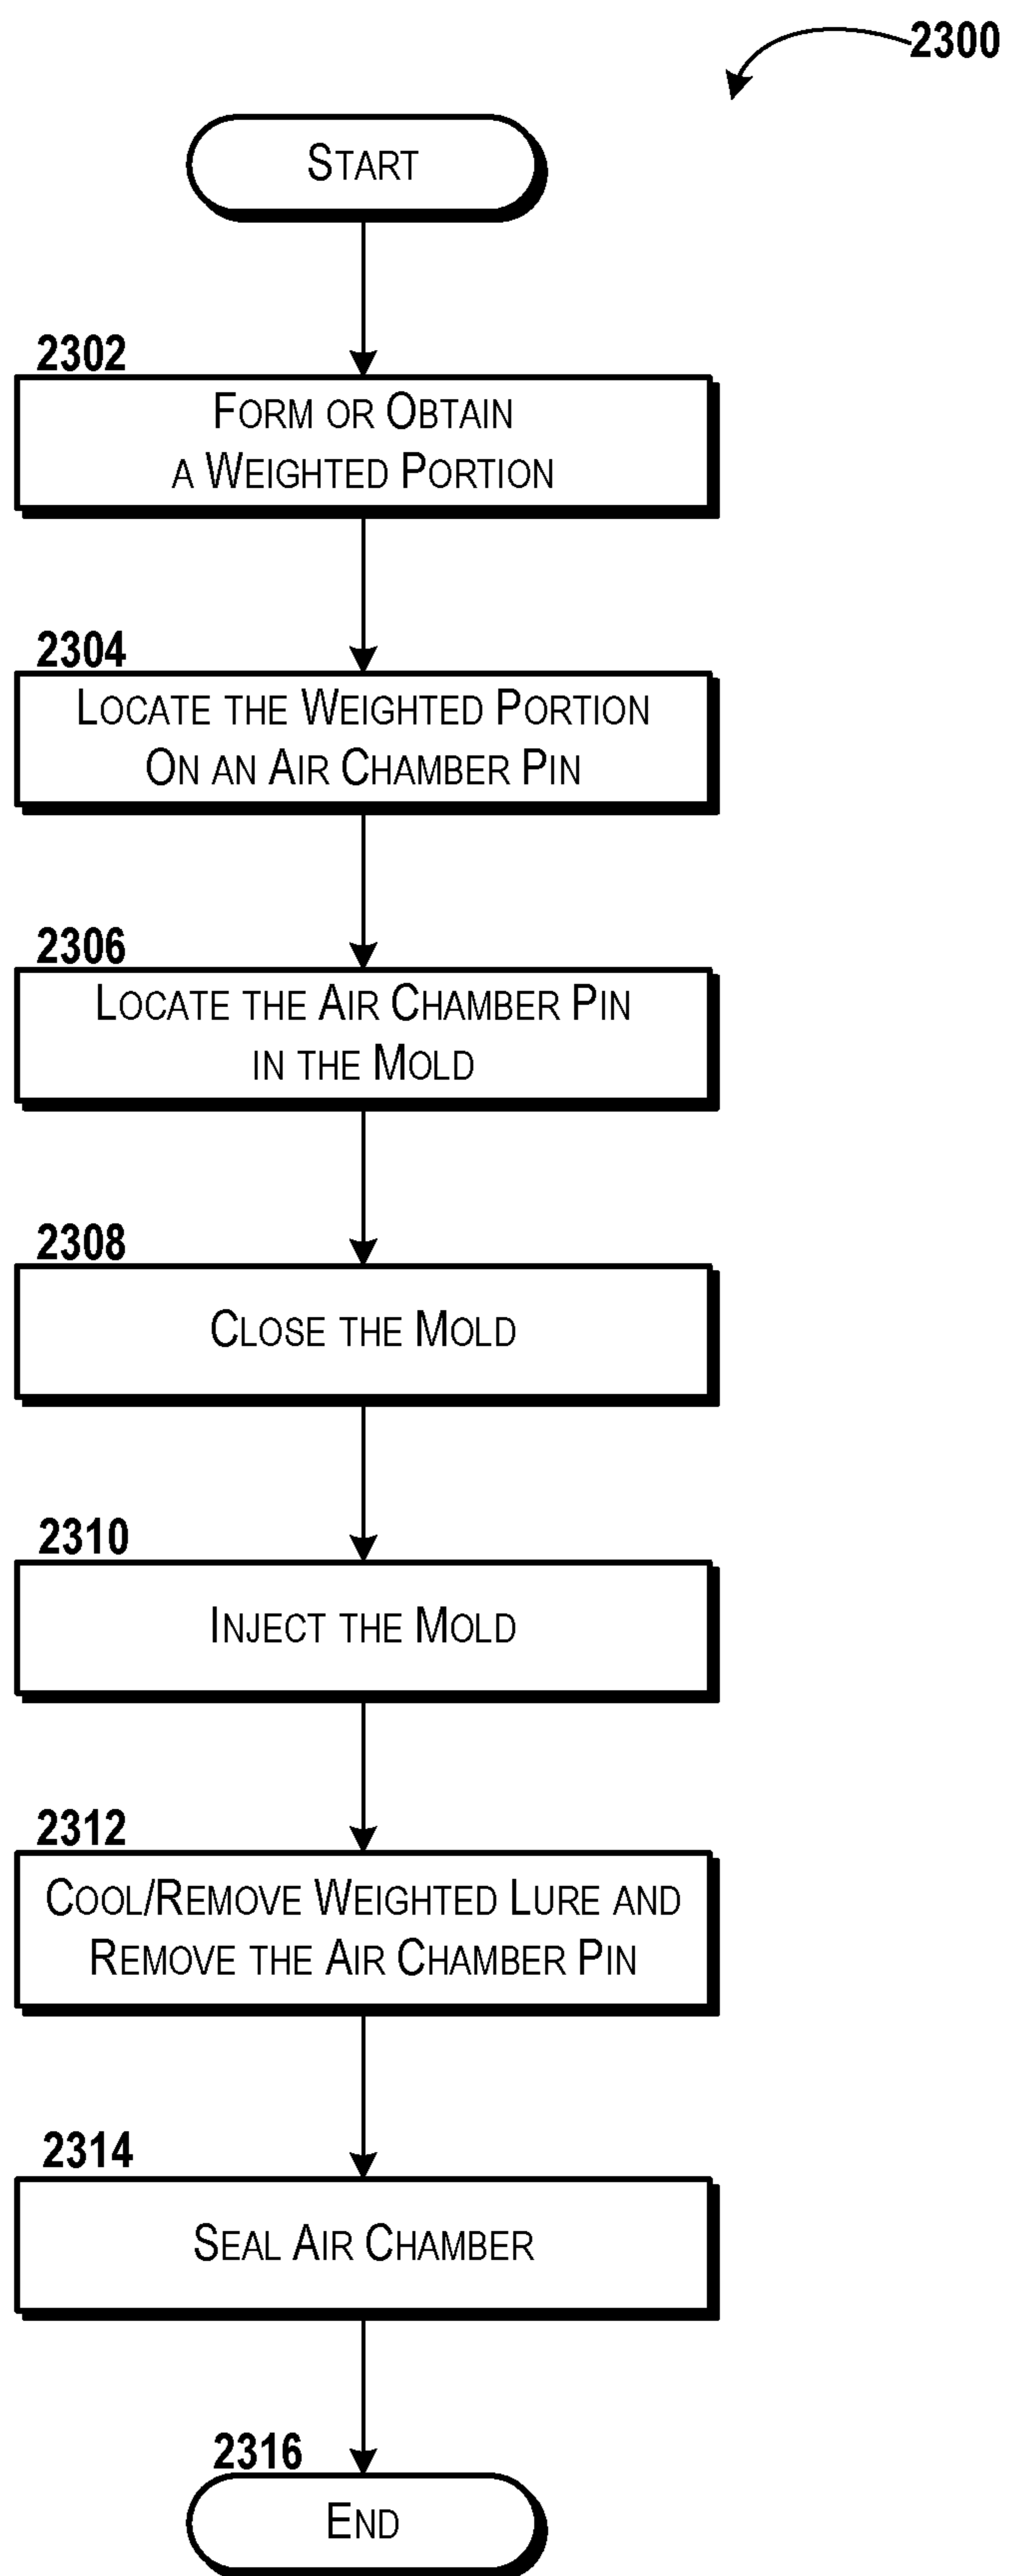 2300
START
2302
FORM OR OBTAIN
A WEIGHTED PORTION
2304
LOCATE THE WEIGHTED PORTION
ON AN AIR CHAMBER PIN
2306
LOCATE THE AIR CHAMBER PIN
IN THE MOLD
2308
CLOSE THE MOLD
2310
INJECT THE MOLD
2312
COOL/REMOVE WEIGHTED LURE AND
REMOVE THE AIR CHAMBER PIN
2314
SEAL AIR CHAMBER
2316
END